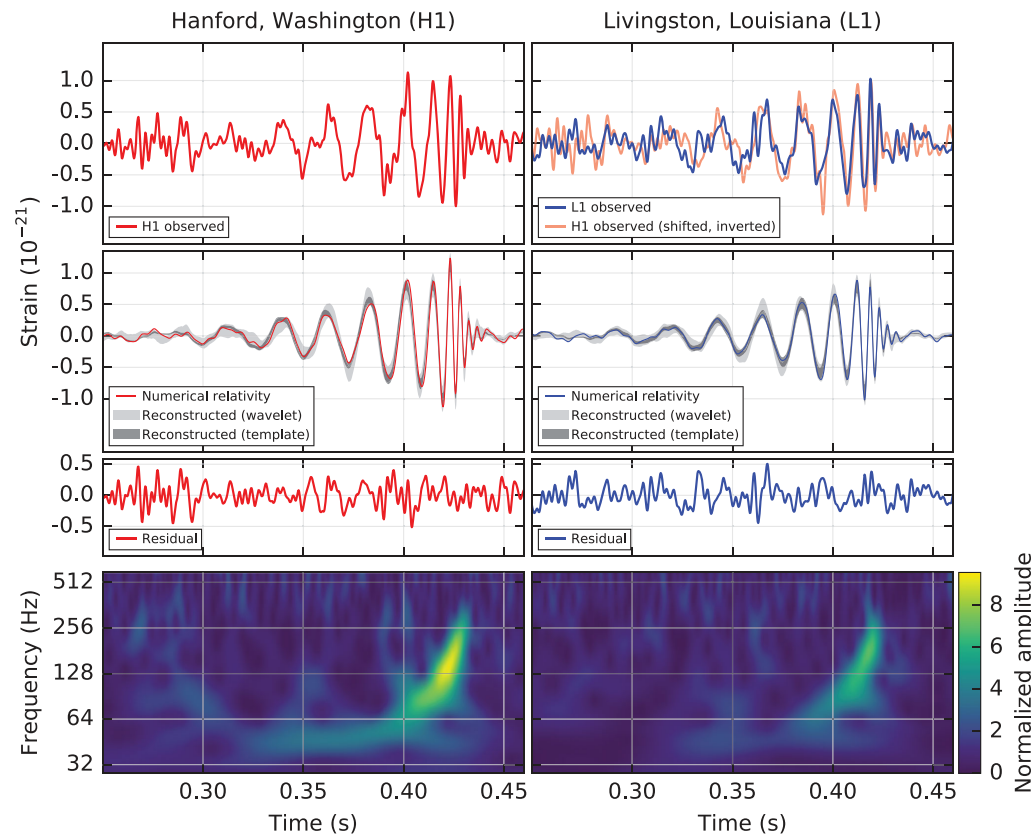 Hanford, Washington (H1)
Livingston, Louisiana (L1)
Strain (10⁻²¹)
1.0
0.5
0.0
-0.5
-1.0
H1 observed
L1 observed
H1 observed (shifted, inverted)
1.0
0.5
0.0
-0.5
-1.0
Numerical relativity
Reconstructed (wavelet)
Reconstructed (template)
Numerical relativity
Reconstructed (wavelet)
Reconstructed (template)
0.5
0.0
-0.5
Residual
Residual
Frequency (Hz)
512
256
128
64
32
Normalized amplitude
8
6
4
2
0
0.30 0.35 0.40 0.45
0.30 0.35 0.40 0.45
Time (s)
Time (s)